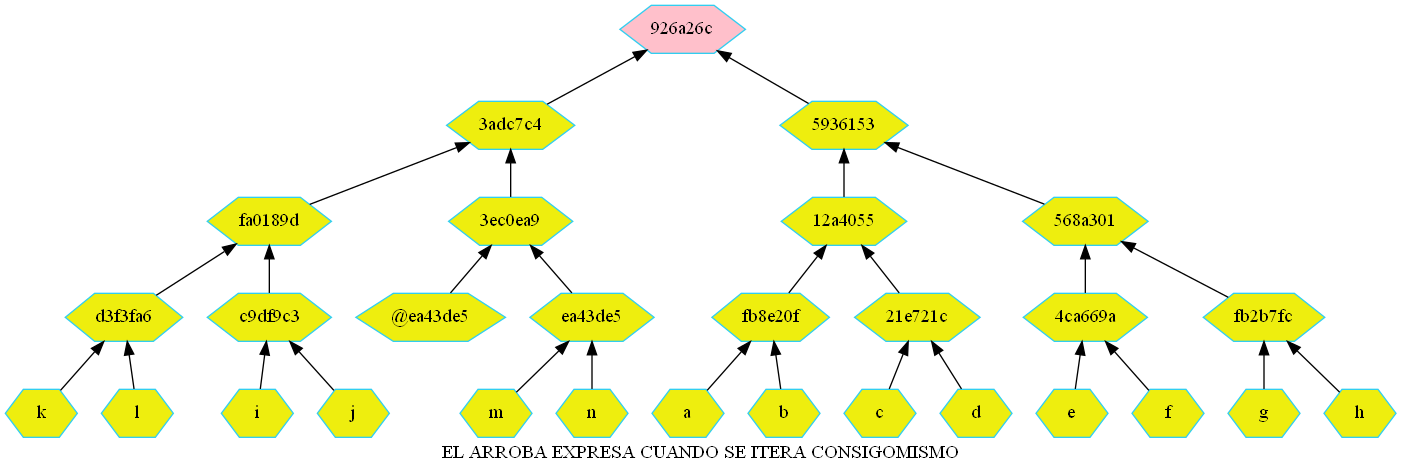 926a26c
3adc7c4 5936153
fa0189d 3ec0ea9 12a4055 568a301
d3f3fa6 c9df9c3 @ea43de5 ea43de5 fb8e20f 21e721c 4ca669a fb2b7fc
k l i j m n a b c d e f g h
EL ARROBA EXPRESA CUANDO SE ITERA CONSIGOMISMO